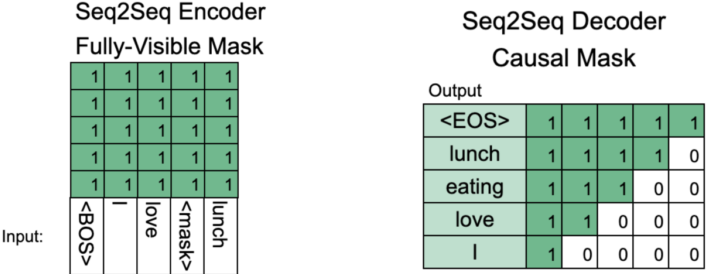 Seq2Seq Encoder
Fully-Visible Mask
1 1 1 1 1
1 1 1 1 1
1 1 1 1 1
1 1 1 1 1
1 1 1 1 1
Input: <BOS> I love <mask> lunch
Seq2Seq Decoder
Causal Mask
Output
<EOS> 1 1 1 1 1
lunch 1 1 1 1 0
eating 1 1 1 0 0
love 1 1 0 0 0
I 1 0 0 0 0